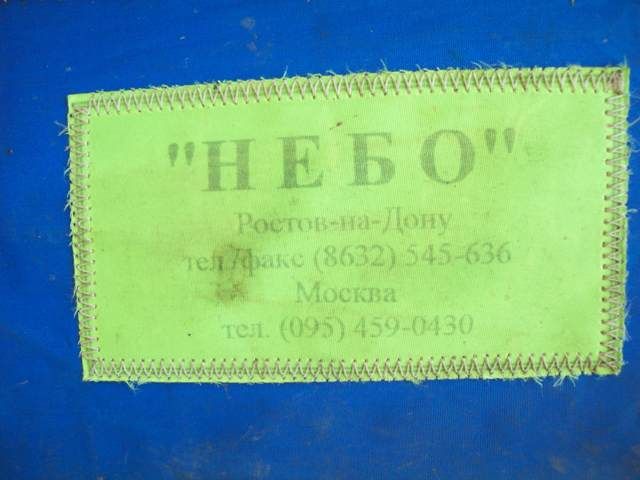 "НЕБО"
Ростов-на-Дону
тел./факс (8632) 545-636
Москва
тел. (095) 459-0430